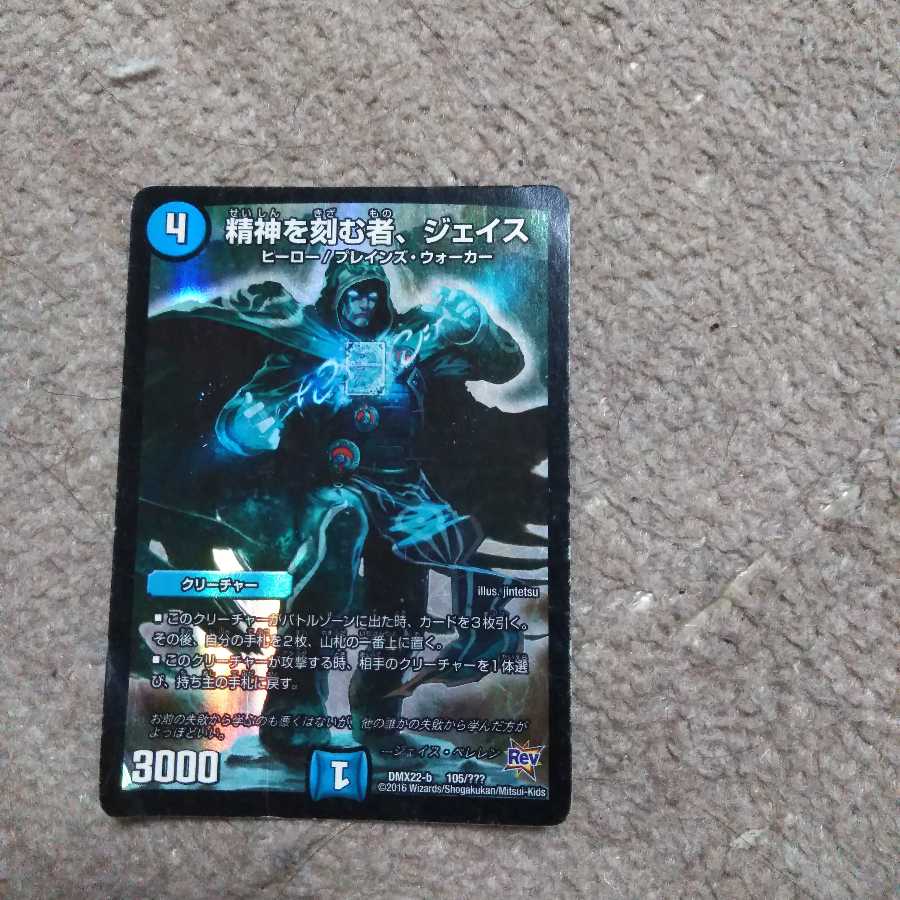 4
せいしん きざ もの
精神を刻む者、ジェイス
ヒーロー/プレインズ・ウォーカー
クリーチャー
illus. jintetsu
■このクリーチャーがバトルゾーンに出た時、カードを3枚引く。
その後、自分の手札を2枚、山札の一番上に置く。
■このクリーチャーが攻撃する時、相手のクリーチャーを1体選
び、持ち主の手札に戻す。
お前の失敗から学ぶのも悪くはないが、他の誰かの失敗から学んだ方が
よっぽどいい。
---ジェイス・ベレレン
Rev
3000
1
DMX22-b 105/???
©2016 Wizards/Shogakukan/Mitsui-Kids